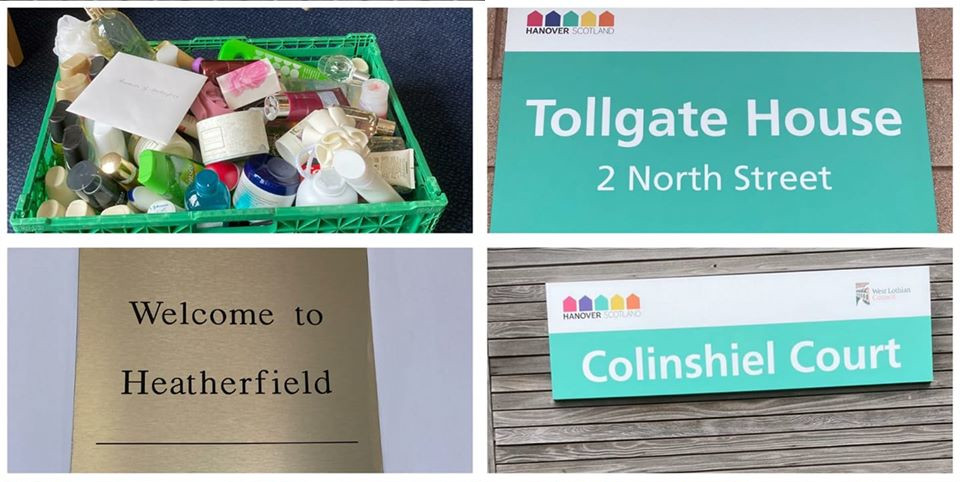 HANOVER SCOTLAND
Tollgate House
2 North Street
Welcome to
Heatherfield
HANOVER SCOTLAND
West Lothian
Council
Colinshiel Court